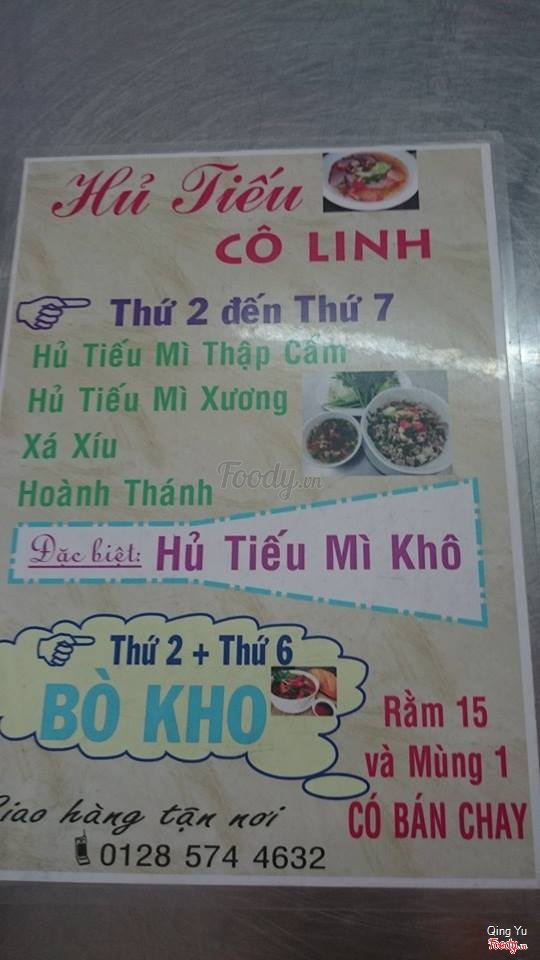 Hủ Tiếu
CÔ LINH
Thứ 2 đến Thứ 7
Hủ Tiếu Mì Thập Cẩm
Hủ Tiếu Mì Xương
Xá Xíu
Foody.vn
Hoành Thánh
Đặc biệt: Hủ Tiếu Mì Khô
Thứ 2 + Thứ 6
BÒ KHO
Rằm 15
và Mùng 1
CÓ BÁN CHAY
Giao hàng tận nơi
0128 574 4632
Qing Yu
Foody.vn